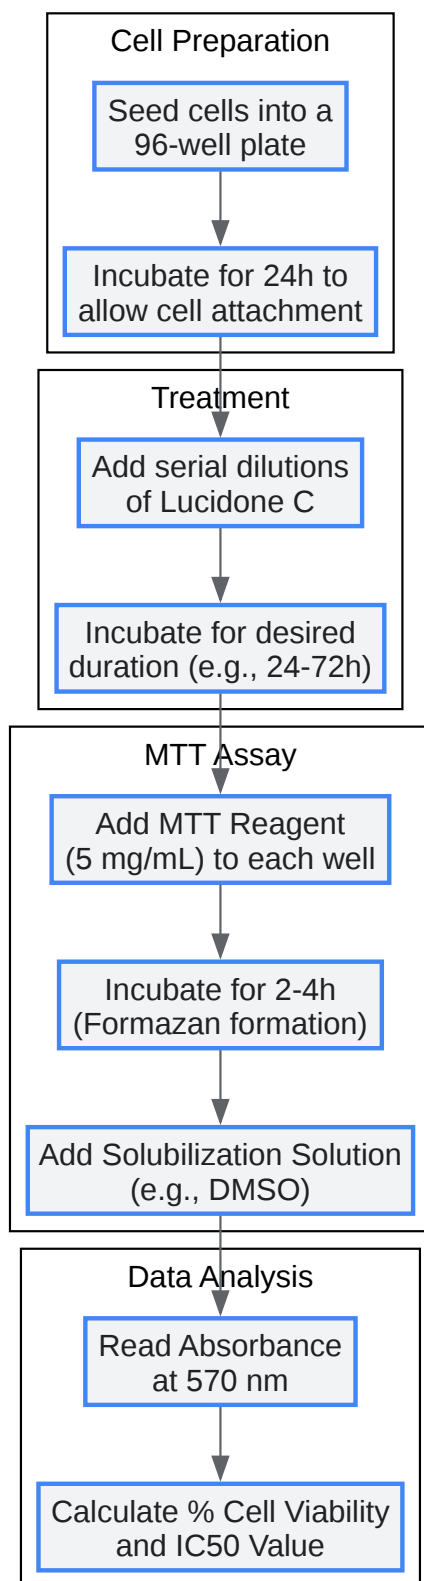 Cell Preparation
Seed cells into a
96-well plate
Incubate for 24h to
allow cell attachment
Treatment
Add serial dilutions
of Lucidone C
Incubate for desired
duration (e.g., 24-72h)
MTT Assay
Add MTT Reagent
(5 mg/mL) to each well
Incubate for 2-4h
(Formazan formation)
Add Solubilization Solution
(e.g., DMSO)
Data Analysis
Read Absorbance
at 570 nm
Calculate % Cell Viability
and IC50 Value